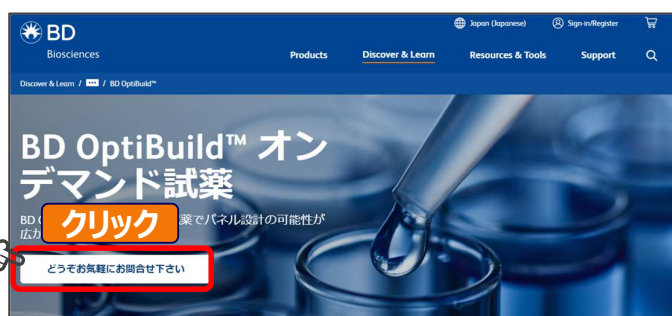 BD
Biosciences
Japan (Japanese)
Sign-in/Register
Products
Discover & Learn
Resources & Tools
Support
Discover & Learn / ••• / BD OptiBuild™
BD OptiBuild™ オン
デマンド試薬
BD
薬でパネル設計の可能性が
広が
クリック
どうぞお気軽にお問合せ下さい